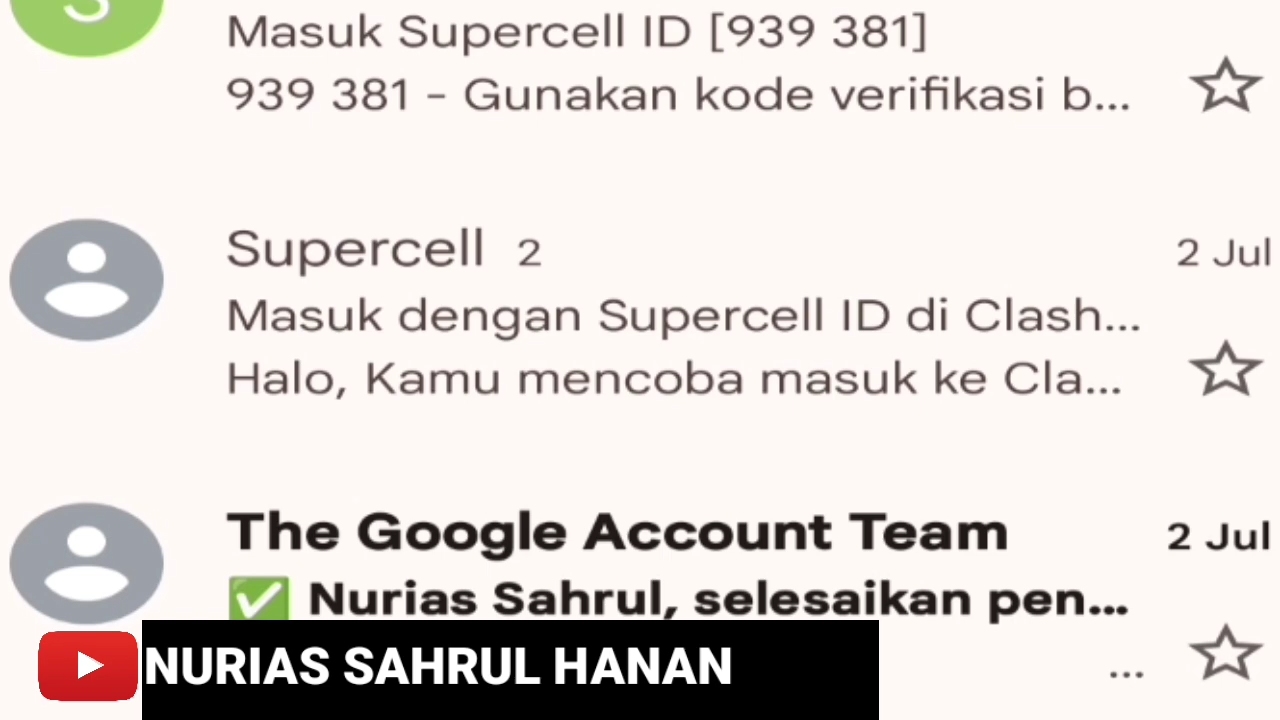 S
Masuk Supercell ID [939 381]
939 381 - Gunakan kode verifikasi b...
Supercell 2
2 Jul
Masuk dengan Supercell ID di Clash...
Halo, Kamu mencoba masuk ke Cla...
The Google Account Team
2 Jul
✅ Nurias Sahrul, selesaikan pen...
...
NURIAS SAHRUL HANAN